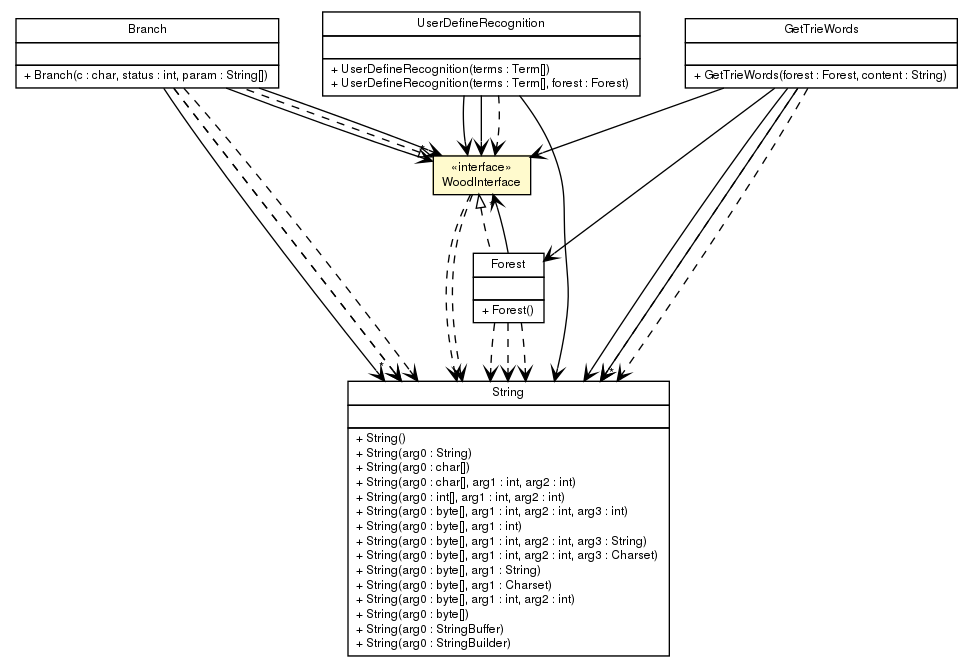 Branch
+ Branch(c : char, status : int, param : String[])
UserDefineRecognition
+ UserDefineRecognition(terms : Term[])
+ UserDefineRecognition(terms : Term[], forest : Forest)
GetTrieWords
+ GetTrieWords(forest : Forest, content : String)
«interface»
WoodInterface
Forest
+ Forest()
*
*
*
String
+ String()
+ String(arg0 : String)
+ String(arg0 : char[])
+ String(arg0 : char[], arg1 : int, arg2 : int)
+ String(arg0 : int[], arg1 : int, arg2 : int)
+ String(arg0 : byte[], arg1 : int, arg2 : int, arg3 : int)
+ String(arg0 : byte[], arg1 : int)
+ String(arg0 : byte[], arg1 : int, arg2 : int, arg3 : String)
+ String(arg0 : byte[], arg1 : int, arg2 : int, arg3 : Charset)
+ String(arg0 : byte[], arg1 : String)
+ String(arg0 : byte[], arg1 : Charset)
+ String(arg0 : byte[], arg1 : int, arg2 : int)
+ String(arg0 : byte[])
+ String(arg0 : StringBuffer)
+ String(arg0 : StringBuilder)